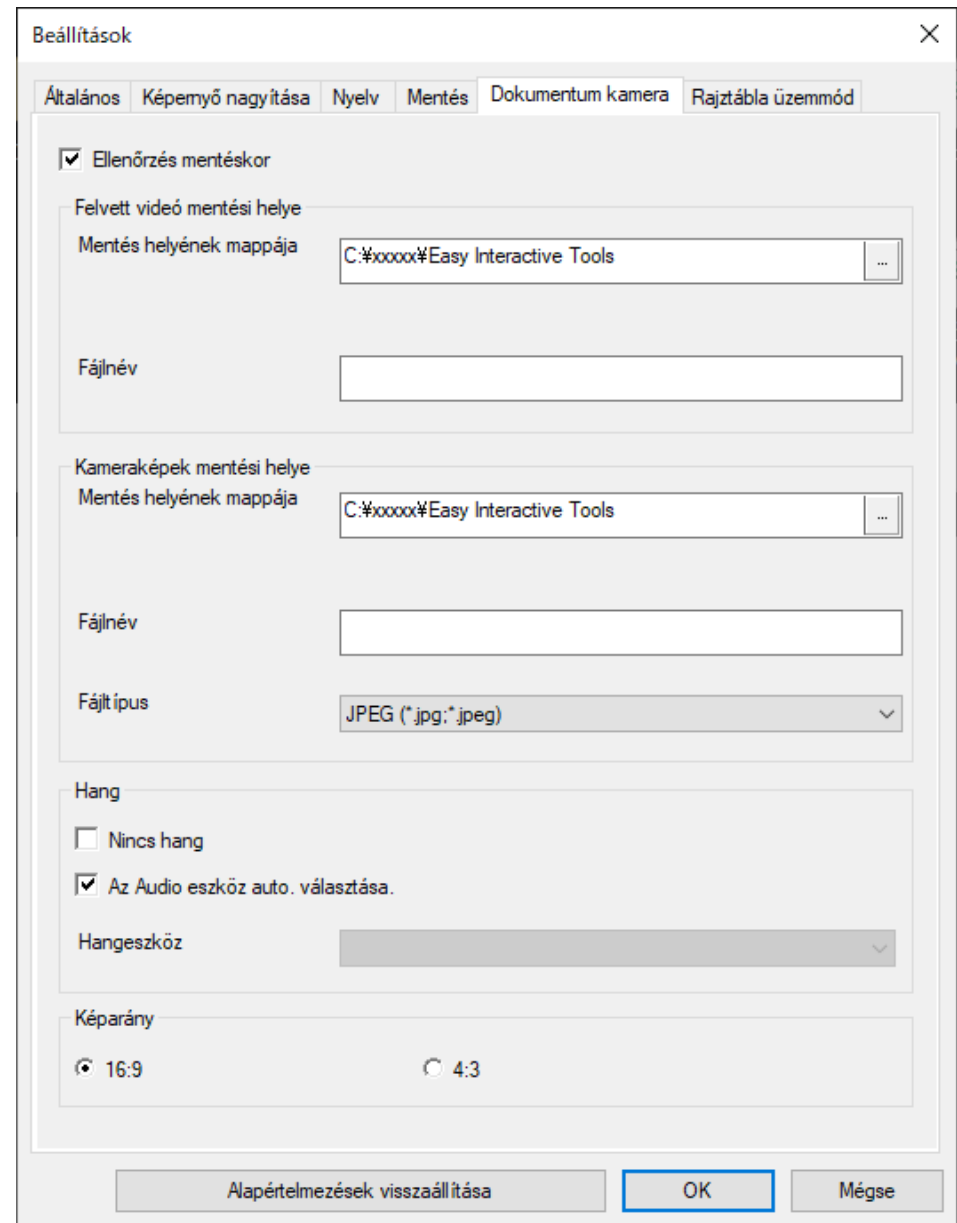 Beállítások
Általános Képernyő nagyítása Nyelv Mentés Dokumentum kamera Rajztábla üzemmód
Ellenőrzés mentéskor
Felvett videó mentési helye
Mentés helyének mappája C:¥xxxxx¥Easy Interactive Tools ...
Fájlnév
Kameraképek mentési helye
Mentés helyének mappája C:¥xxxxx¥Easy Interactive Tools ...
Fájlnév
Fájltípus JPEG (*.jpg;*.jpeg)
Hang
Nincs hang
Az Audio eszköz auto. választása.
Hangeszköz
Képarány
16:9 4:3
Alapértelmezések visszaállítása OK Mégse